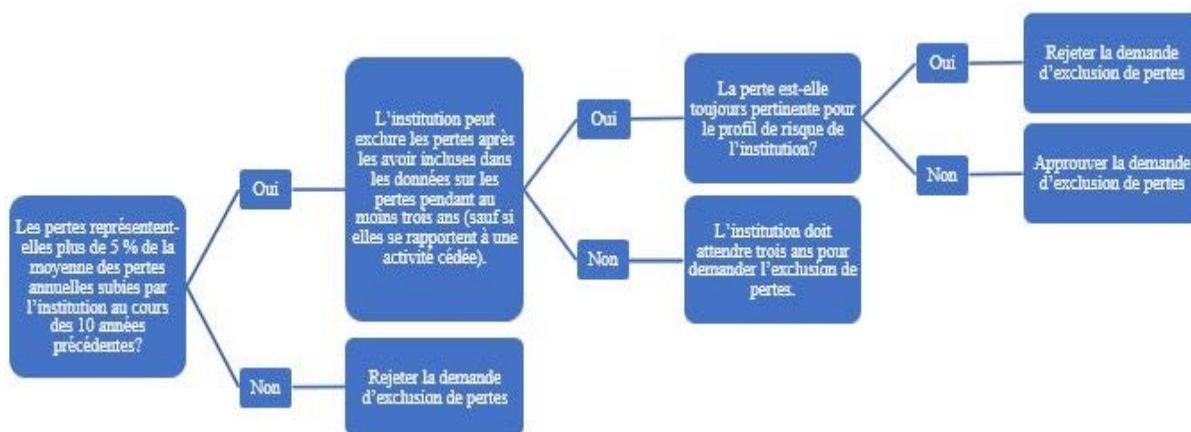 Les pertes représentent-
elles plus de 5 % de la
moyenne des pertes
annuelles subies par
l'institution au cours
des 10 années
précédentes?
Oui
L'institution peut
exclure les pertes après
les avoir incluses dans
les données sur les
pertes pendant au
moins trois ans (sauf si
elles se rapportent à une
activité cédée).
Oui
La perte est-elle
toujours pertinente pour
le profil de risque de
l'institution?
Oui
Rejeter la demande
d'exclusion de pertes
Non
Approuver la demande
d'exclusion de pertes
Non
L'institution doit
attendre trois ans pour
demander l'exclusion de
pertes.
Non
Rejeter la demande
d'exclusion de pertes